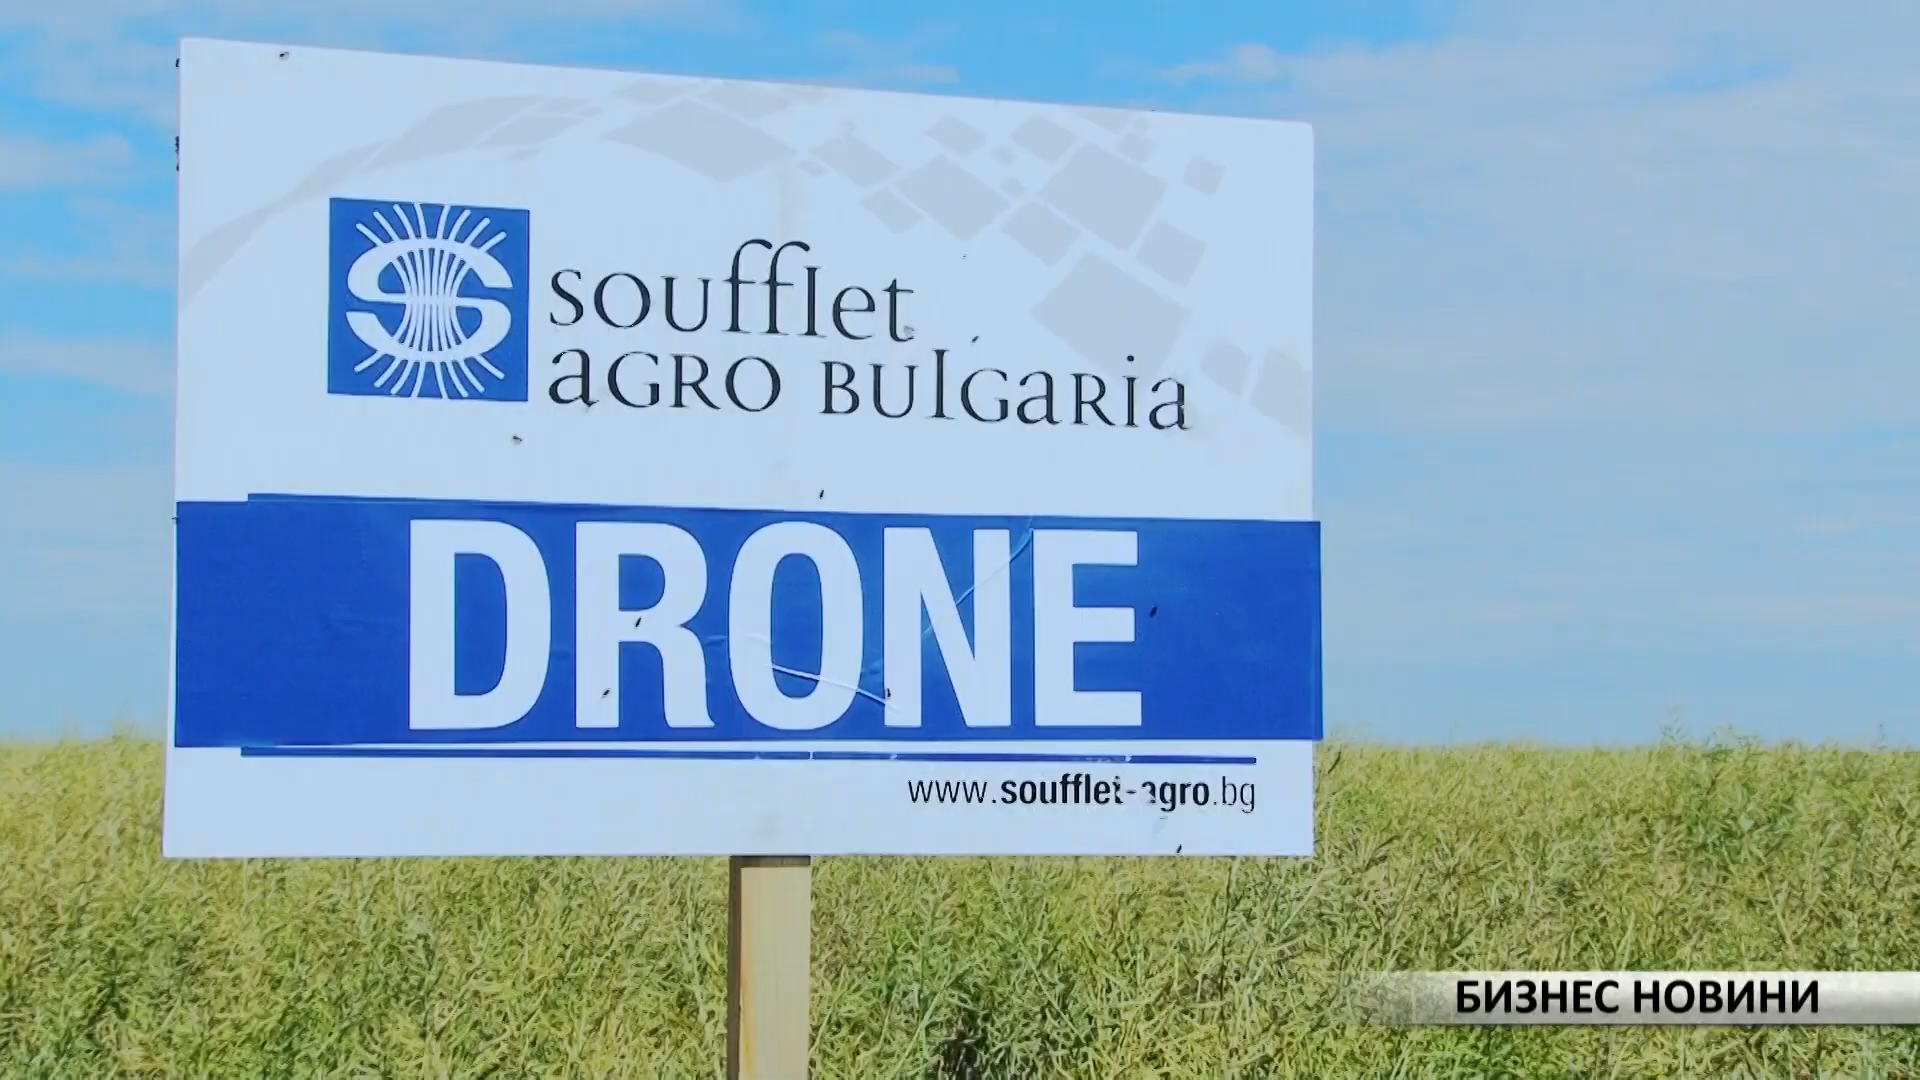 soufflet
agro bulgaria
DRONE
www.soufflet-agro.bg
БИЗНЕС НОВИНИ